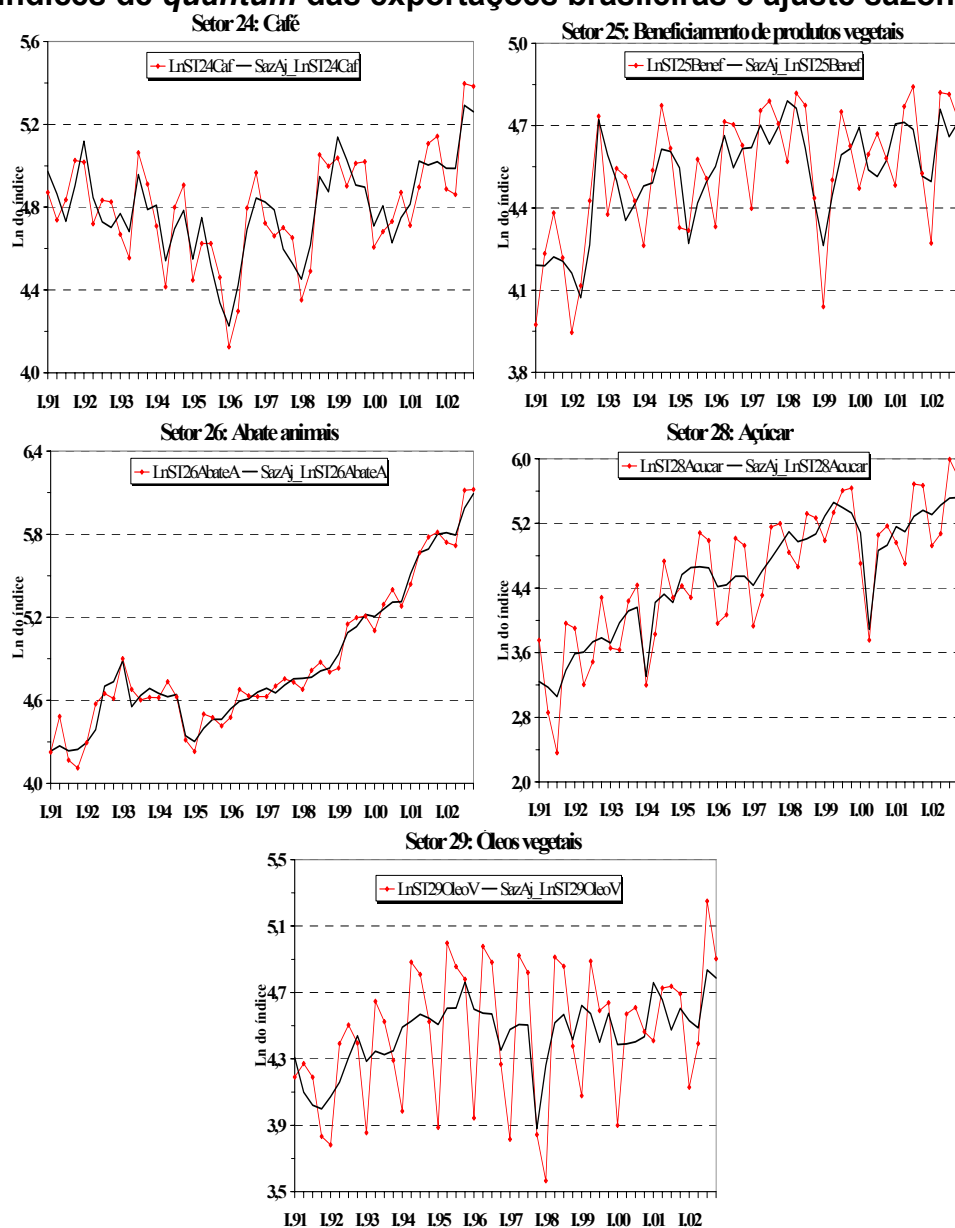 índices de quantum das exportações brasileiras e ajuste sazon
Setor 24: Café
5,6
5,2
4,8
4,4
4,0
Ln do índice
LnST24Caf SazAj_LnST24Caf
I.91 I.92 I.93 I.94 I.95 I.96 I.97 I.98 I.99 I.00 I.01 I.02
Setor 25: Beneficiamento de produtos vegetais
5,0
4,7
4,4
4,1
3,8
Ln do índice
LnST25Benef SazAj_LnST25Benef
I.91 I.92 I.93 I.94 I.95 I.96 I.97 I.98 I.99 I.00 I.01 I.02
Setor 26: Abate animais
6,4
5,8
5,2
4,6
4,0
Ln do índice
LnST26AbateA SazAj_LnST26AbateA
I.91 I.92 I.93 I.94 I.95 I.96 I.97 I.98 I.99 I.00 I.01 I.02
Setor 28: Açúcar
6,0
5,2
4,4
3,6
2,8
2,0
Ln do índice
LnST28Acucar SazAj_LnST28Acucar
I.91 I.92 I.93 I.94 I.95 I.96 I.97 I.98 I.99 I.00 I.01 I.02
Setor 29: Óleos vegetais
5,5
5,1
4,7
4,3
3,9
3,5
Ln do índice
LnST29OleoV SazAj_LnST29OleoV
I.91 I.92 I.93 I.94 I.95 I.96 I.97 I.98 I.99 I.00 I.01 I.02